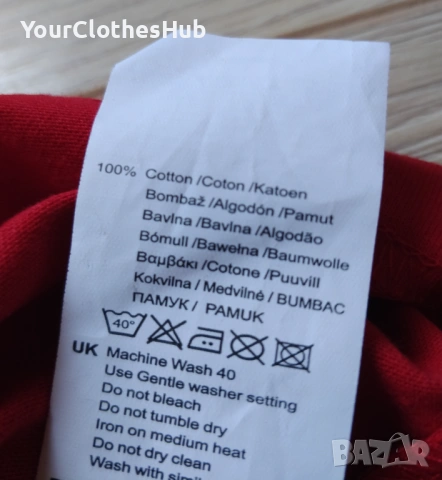 YourClothesHub
100% Cotton /Coton /Katoen
Bombaž /Algodón /Pamut
Bavlna /Bavlna /Algodão
Bómull /Bawełna /Baumwolle
Βαμβάκι /Cotone /Puuvill
Kokvilna / Medvilné / BUMBAC
ПАМУК / PAMUK
40°
UK Machine Wash 40
Use Gentle washer setting
Do not bleach
Do not tumble dry
Iron on medium heat
Do not dry clean
Wash with similar
BAZAR